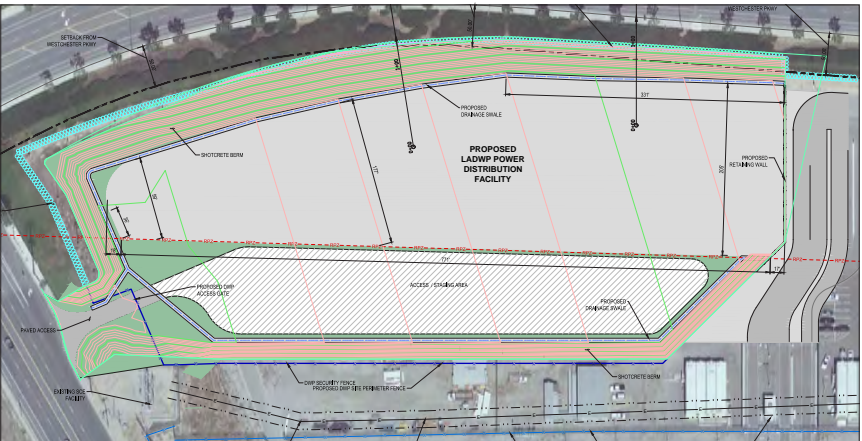 SETBACK FROM
WESTCHESTER PKWY
WESTCHESTER PKWY
331'
PROPOSED
DRAINAGE SWALE
SHOTCRETE BERM
PROPOSED
LADWP POWER
DISTRIBUTION
FACILITY
PROPOSED
RETAINING WALL
RPZ
771'
PROPOSED DWP
ACCESS GATE
ACCESS / STAGING AREA
PROPOSED
DRAINAGE SWALE
PAVED ACCESS
SHOTCRETE BERM
DWP SECURITY FENCE
PROPOSED DWP SITE PERIMETER FENCE
EXISTING SCE
FACILITY